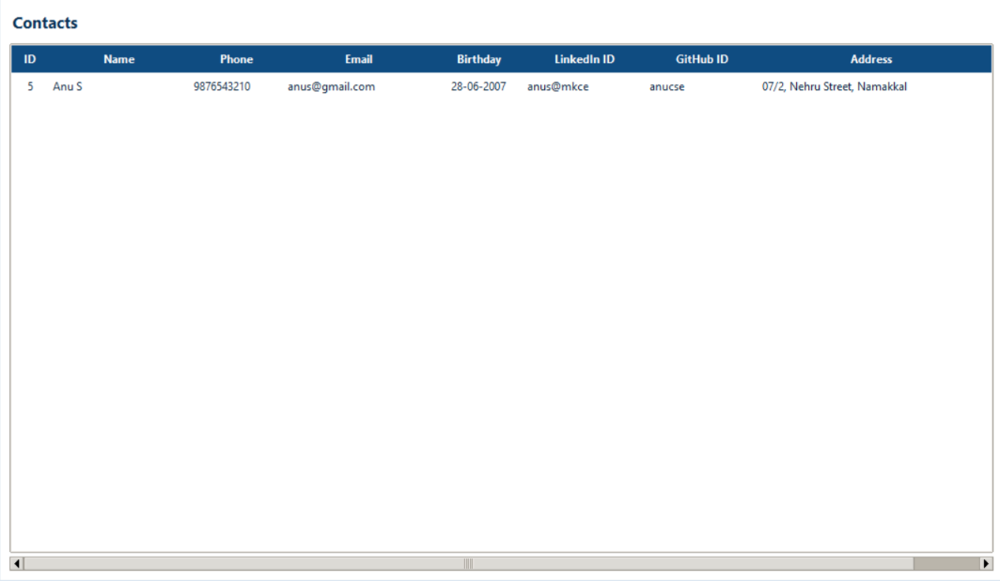 Contacts
ID Name Phone Email Birthday LinkedIn ID GitHub ID Address
5 Anu S 9876543210 anus@gmail.com 28-06-2007 anus@mkce anucse 07/2, Nehru Street, Namakkal